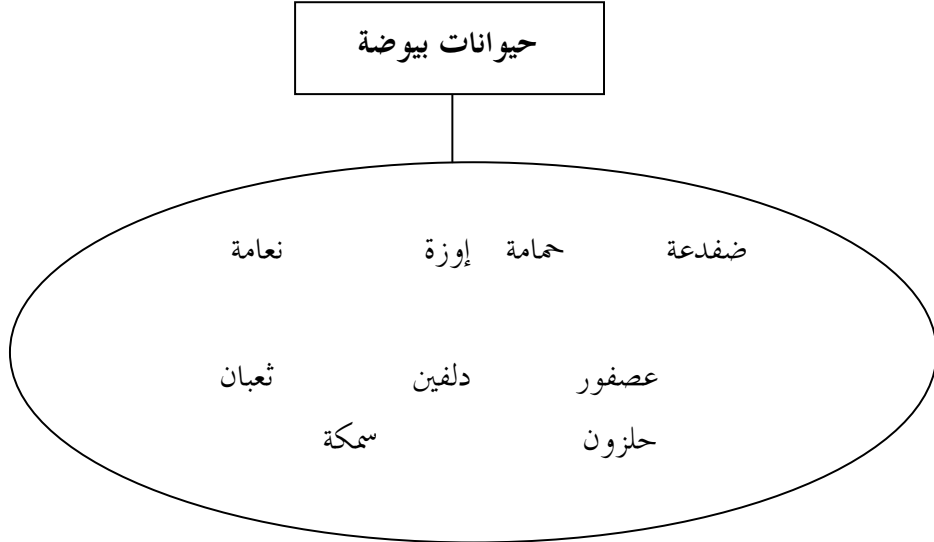 حيوانات بيوضة
ضفدعة حمامة إوزة نعامة
عصفور دلفين ثعبان
حلزون سمكة